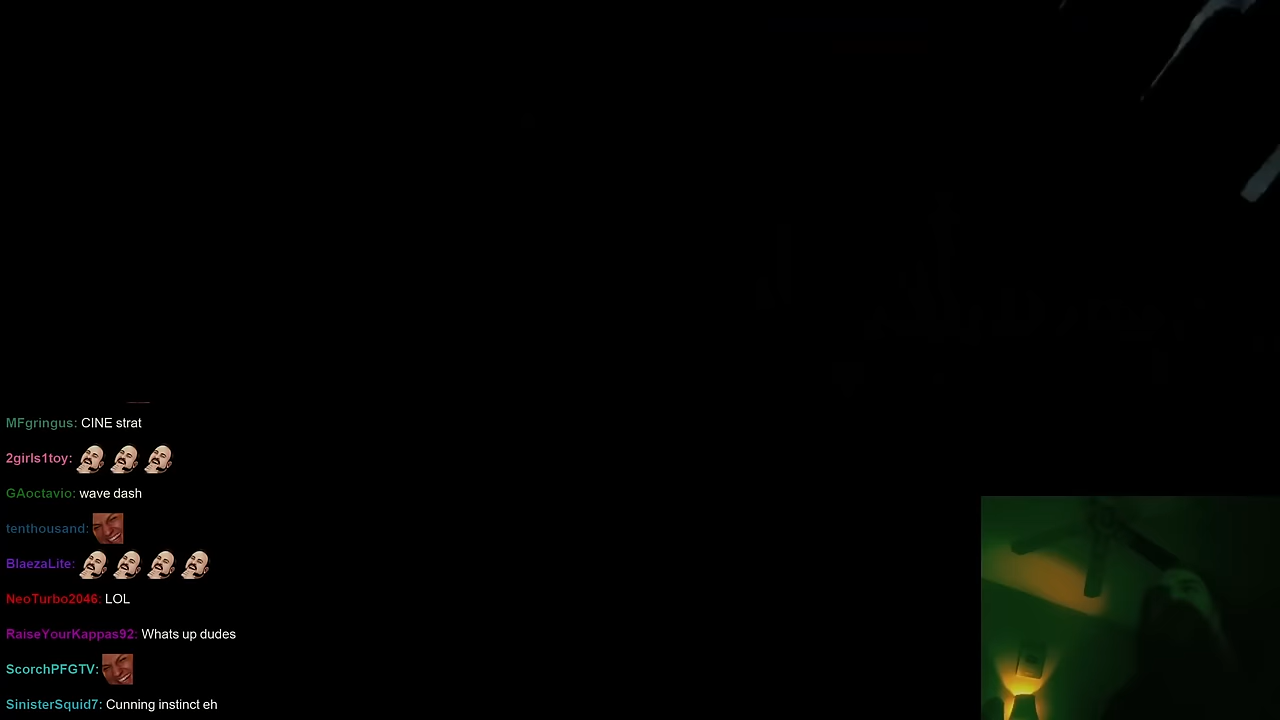 MFgringus: CINE strat
2girls1toy:
GAoctavio: wave dash
tenthousand:
BlaezaLite:
NeoTurbo2046: LOL
RaiseYourKappas92: Whats up dudes
ScorchPFGTV:
SinisterSquid7: Cunning instinct eh